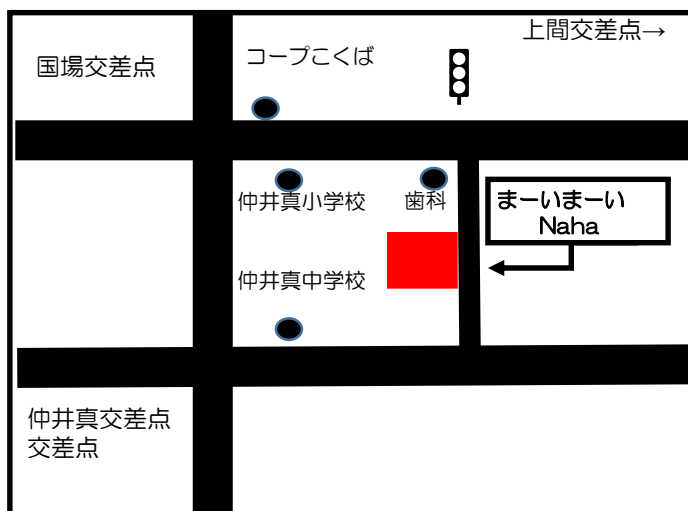 上間交差点→
国場交差点
コープこくば
仲井真小学校
歯科
まーいまーい
Naha
仲井真中学校
仲井真交差点
交差点